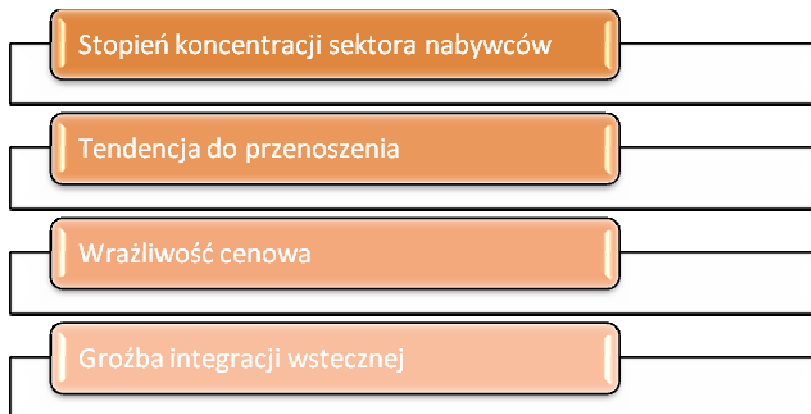 Stopień koncentracji sektora nabywców
Tendencja do przenoszenia
Wrażliwość cenowa
Groźba integracji wstecznej